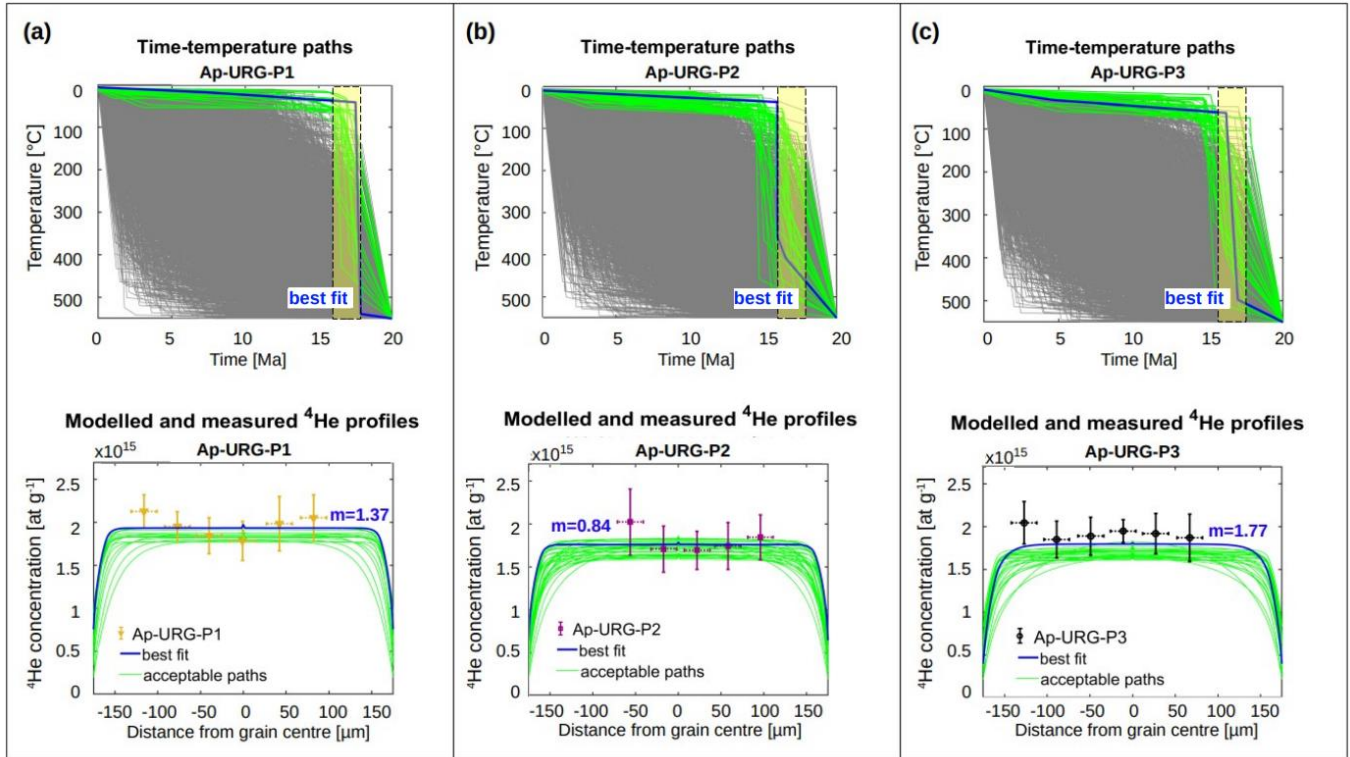 (a)
Time-temperature paths
Ap-URG-P1
0
100
200
300
400
500
Temperature [°C]
best fit
0 5 10 15 20
Time [Ma]
Modelled and measured ⁴He profiles
Ap-URG-P1
x10¹⁵
2.5
2
1.5
1
0.5
0
⁴He concentration [at g⁻¹]
m=1.37
Ap-URG-P1
best fit
acceptable paths
-150 -100 -50 0 50 100 150
Distance from grain centre [µm]
(b)
Time-temperature paths
Ap-URG-P2
0
100
200
300
400
500
Temperature [°C]
best fit
0 5 10 15 20
Time [Ma]
Modelled and measured ⁴He profiles
Ap-URG-P2
x10¹⁵
2.5
2
1.5
1
0.5
0
⁴He concentration [at g⁻¹]
m=0.84
Ap-URG-P2
best fit
acceptable paths
-150 -100 -50 0 50 100 150
Distance from grain centre [µm]
(c)
Time-temperature paths
Ap-URG-P3
0
100
200
300
400
500
Temperature [°C]
best fit
0 5 10 15 20
Time [Ma]
Modelled and measured ⁴He profiles
Ap-URG-P3
x10¹⁵
2.5
2
1.5
1
0.5
0
⁴He concentration [at g⁻¹]
m=1.77
Ap-URG-P3
best fit
acceptable paths
-150 -100 -50 0 50 100 150
Distance from grain centre [µm]